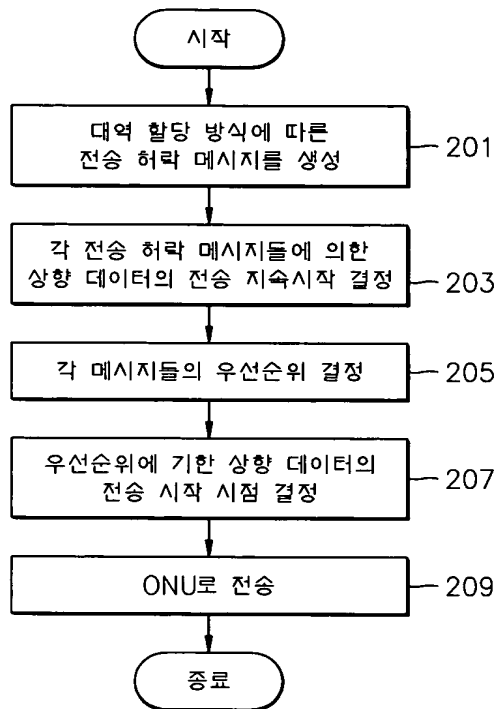 시작
대역 할당 방식에 따른
전송 허락 메시지를 생성
201
각 전송 허락 메시지들에 의한
상향 데이터의 전송 지속시작 결정
203
각 메시지들의 우선순위 결정
205
우선순위에 기한 상향 데이터의
전송 시작 시점 결정
207
ONU로 전송
209
종료